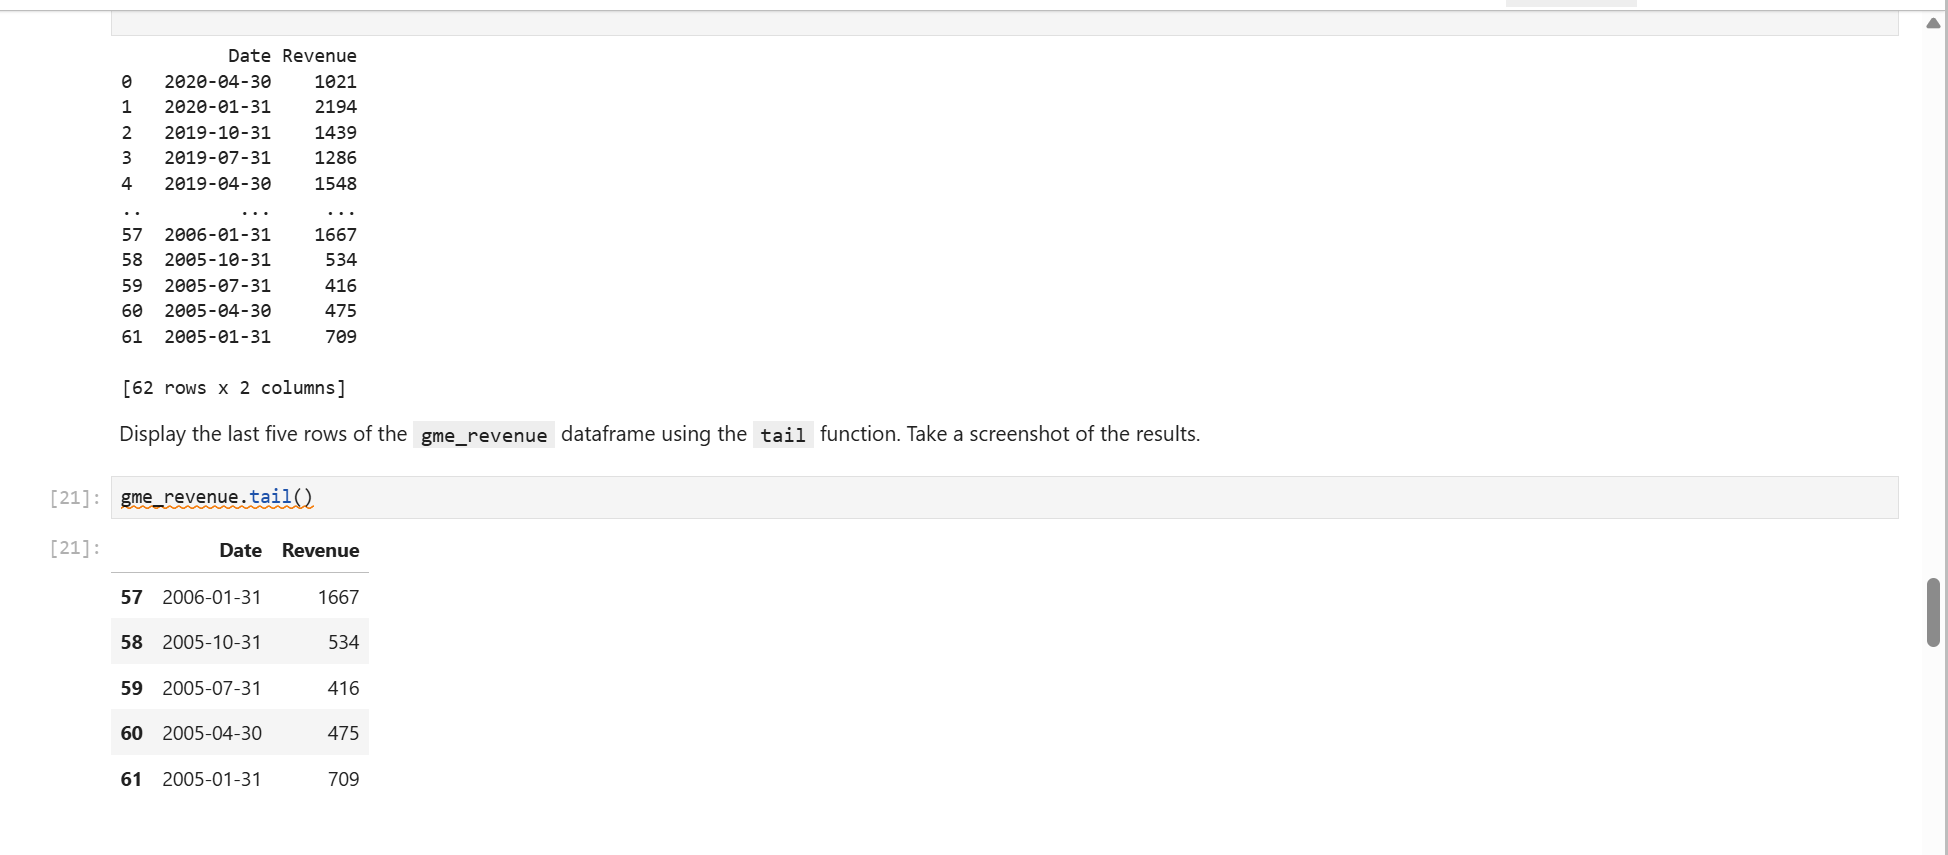 Date Revenue
0 2020-04-30 1021
1 2020-01-31 2194
2 2019-10-31 1439
3 2019-07-31 1286
4 2019-04-30 1548
.. ... ...
57 2006-01-31 1667
58 2005-10-31 534
59 2005-07-31 416
60 2005-04-30 475
61 2005-01-31 709
[62 rows x 2 columns]
Display the last five rows of the gme_revenue dataframe using the tail function. Take a screenshot of the results.
[21]: gme_revenue.tail()
[21]: Date Revenue
57 2006-01-31 1667
58 2005-10-31 534
59 2005-07-31 416
60 2005-04-30 475
61 2005-01-31 709